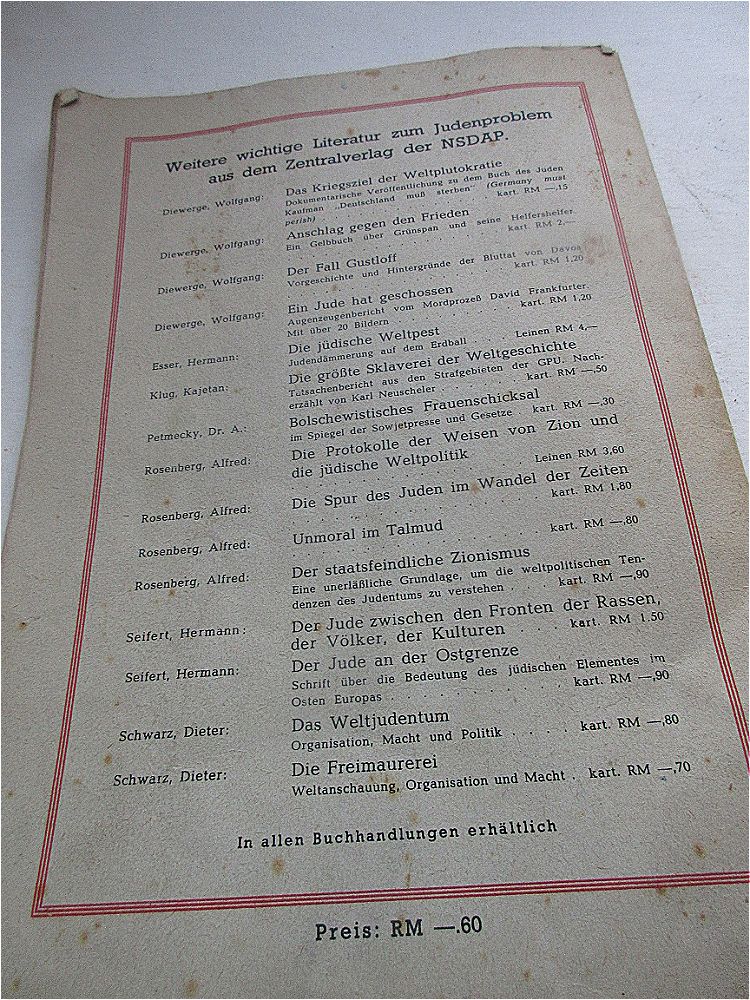 Weitere wichtige Literatur zum Judenproblem
aus dem Zentralverlag der NSDAP.
Diewerge, Wolfgang: Das Kriegsziel der Weltplutokratie
Dokumentarische Veröffentlichung zu dem Buch des Juden
Kaufman „Deutschland muß sterben" (Germany must
perish) . . . . . . . . . . kart. RM —.15
Diewerge, Wolfgang: Anschlag gegen den Frieden
Ein Gelbbuch über Grünspan und seine Helfershelfer
. . . . . . . . . . kart. RM 2,—
Diewerge, Wolfgang: Der Fall Gustloff
Vorgeschichte und Hintergründe der Bluttat von Davos
. . . . . . . . . . kart. RM 1,20
Diewerge, Wolfgang: Ein Jude hat geschossen
Augenzeugenbericht vom Mordprozeß David Frankfurter.
Mit über 20 Bildern . . . . . . . kart. RM 1,20
Esser, Hermann: Die jüdische Weltpest
Judendämmerung auf dem Erdball . . . Leinen RM 4,—
Klug, Kajetan: Die größte Sklaverei der Weltgeschichte
Tatsachenbericht aus den Strafgebieten der GPU. Nach-
erzählt von Karl Neuscheler . . . . . kart. RM —.50
Petmecky, Dr. A.: Bolschewistisches Frauenschicksal
im Spiegel der Sowjetpresse und Gesetze . kart. RM —.30
Rosenberg, Alfred: Die Protokolle der Weisen von Zion und
die jüdische Weltpolitik
. . . . . . . . . . Leinen RM 3,60
Rosenberg, Alfred: Die Spur des Juden im Wandel der Zeiten
. . . . . . . . . . kart. RM 1,80
Rosenberg, Alfred: Unmoral im Talmud
. . . . . . . . . . kart. RM —,80
Rosenberg, Alfred: Der staatsfeindliche Zionismus
Eine unerläßliche Grundlage, um die weltpolitischen Ten-
denzen des Judentums zu verstehen . . . kart. RM —,90
Seifert, Hermann: Der Jude zwischen den Fronten der Rassen,
der Völker, der Kulturen . . . . kart. RM 1.50
Seifert, Hermann: Der Jude an der Ostgrenze
Schrift über die Bedeutung des jüdischen Elementes im
Osten Europas . . . . . . . . . . kart. RM —,90
Schwarz, Dieter: Das Weltjudentum
Organisation, Macht und Politik . . . . . kart. RM —,80
Schwarz, Dieter: Die Freimaurerei
Weltanschauung, Organisation und Macht . kart. RM —,70
In allen Buchhandlungen erhältlich
Preis: RM —.60